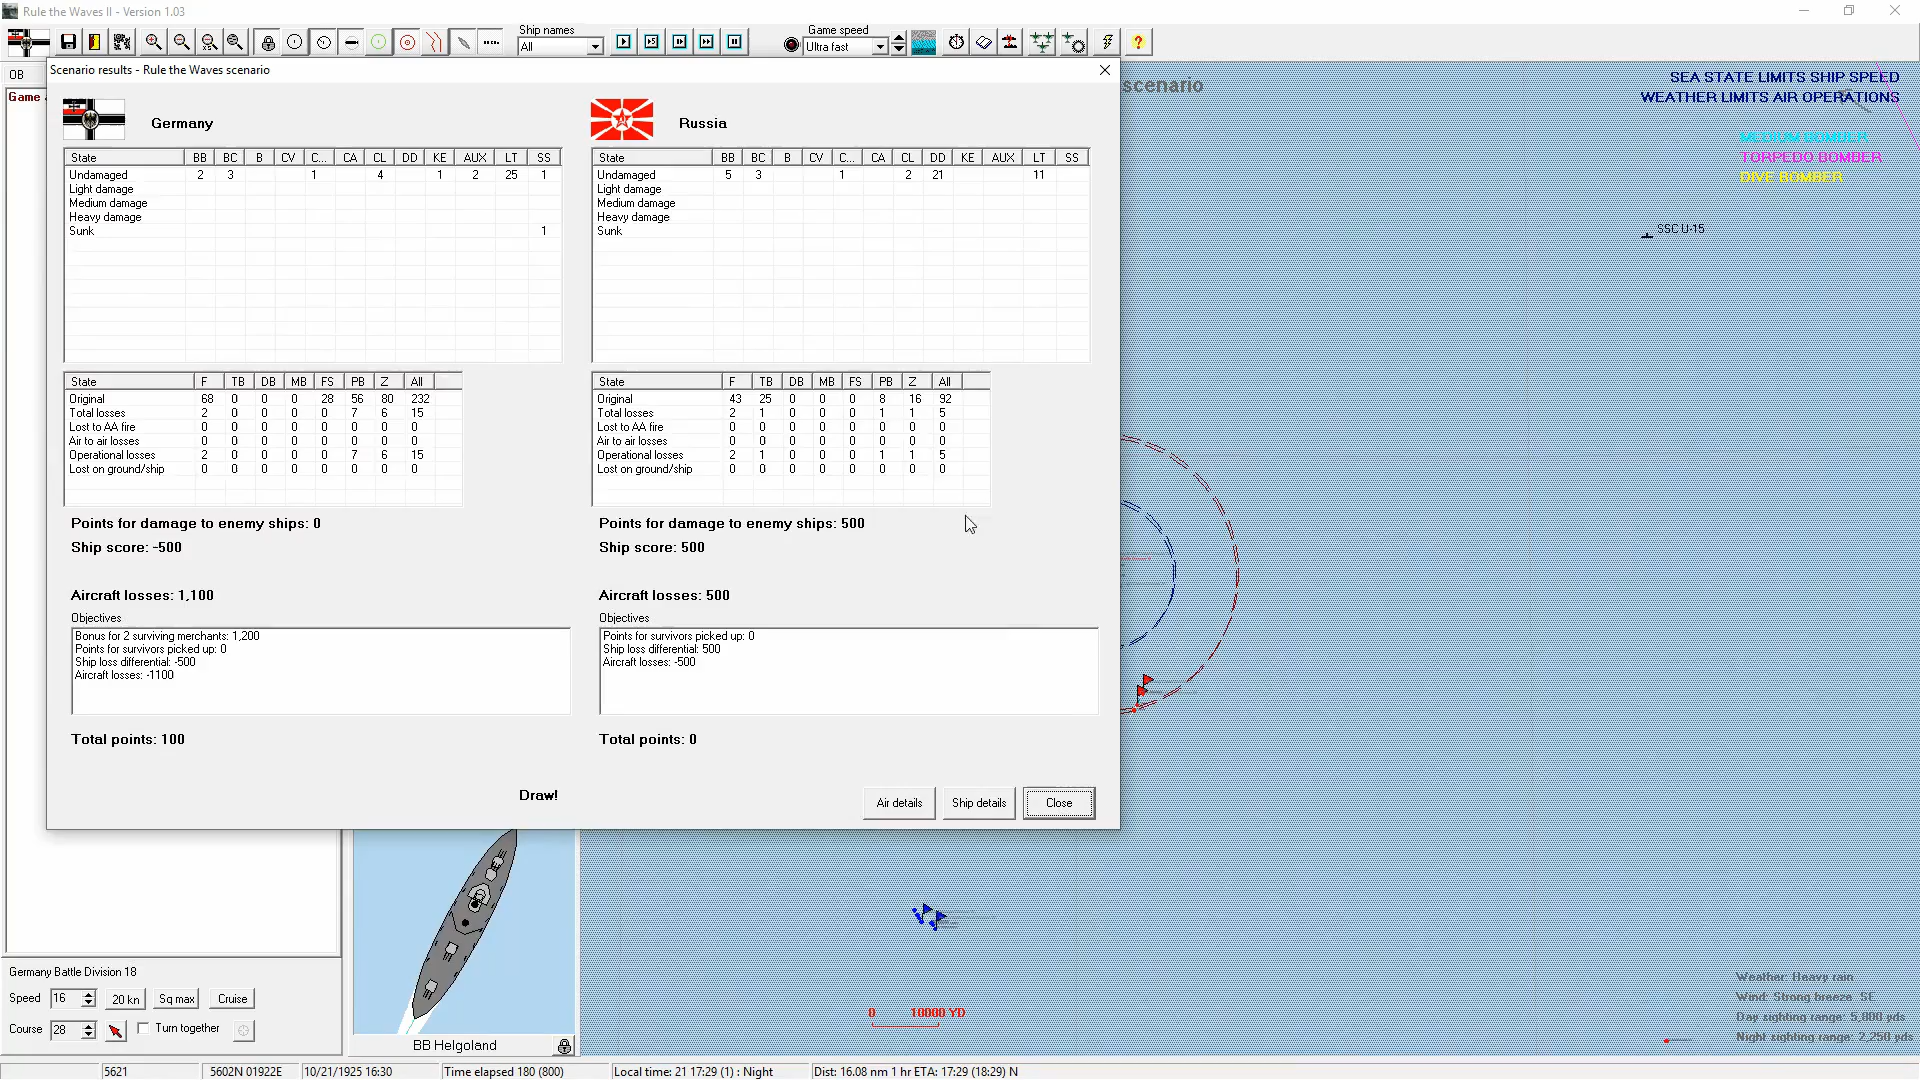 Rule the Waves II - Version 1.03
Ship names
All
Game speed
Ultra fast
OB
Game
Scenario results - Rule the Waves scenario
scenario
SEA STATE LIMITS SHIP SPEED
WEATHER LIMITS AIR OPERATIONS
MEDIUM BOMBER
TORPEDO BOMBER
DIVE BOMBER
SSC U-15
Germany
State BB BC B CV C... CA CL DD KE AUX LT SS
Undamaged 2 3 1 4 1 2 25 1
Light damage
Medium damage
Heavy damage
Sunk 1
Russia
State BB BC B CV C... CA CL DD KE AUX LT SS
Undamaged 5 3 1 2 21 11
Light damage
Medium damage
Heavy damage
Sunk
State F TB DB MB FS PB Z All
Original 68 0 0 0 28 56 80 232
Total losses 2 0 0 0 0 7 6 15
Lost to AA fire 0 0 0 0 0 0 0 0
Air to air losses 0 0 0 0 0 0 0 0
Operational losses 2 0 0 0 0 7 6 15
Lost on ground/ship 0 0 0 0 0 0 0 0
State F TB DB MB FS PB Z All
Original 43 25 0 0 0 8 16 92
Total losses 2 1 0 0 0 1 1 5
Lost to AA fire 0 0 0 0 0 0 0 0
Air to air losses 0 0 0 0 0 0 0 0
Operational losses 2 1 0 0 0 1 1 5
Lost on ground/ship 0 0 0 0 0 0 0 0
Points for damage to enemy ships: 0
Ship score: -500
Aircraft losses: 1,100
Objectives
Bonus for 2 surviving merchants: 1,200
Points for survivors picked up: 0
Ship loss differential: -500
Aircraft losses: -1100
Total points: 100
Points for damage to enemy ships: 500
Ship score: 500
Aircraft losses: 500
Objectives
Points for survivors picked up: 0
Ship loss differential: 500
Aircraft losses: -500
Total points: 0
Draw!
Air details
Ship details
Close
Germany Battle Division 18
Speed 16 20 kn Sq max Cruise
Course 28 Turn together
BB Helgoland
0 10000 YD
Weather: Heavy rain
Wind: Strong breeze SE
Day sighting range: 5,800 yds
Night sighting range: 2,250 yds
5621 5602N 01922E 10/21/1925 16:30 Time elapsed 180 (800) Local time: 21 17:29 (1) : Night Dist: 16.08 nm 1 hr ETA: 17:29 (18:29) N